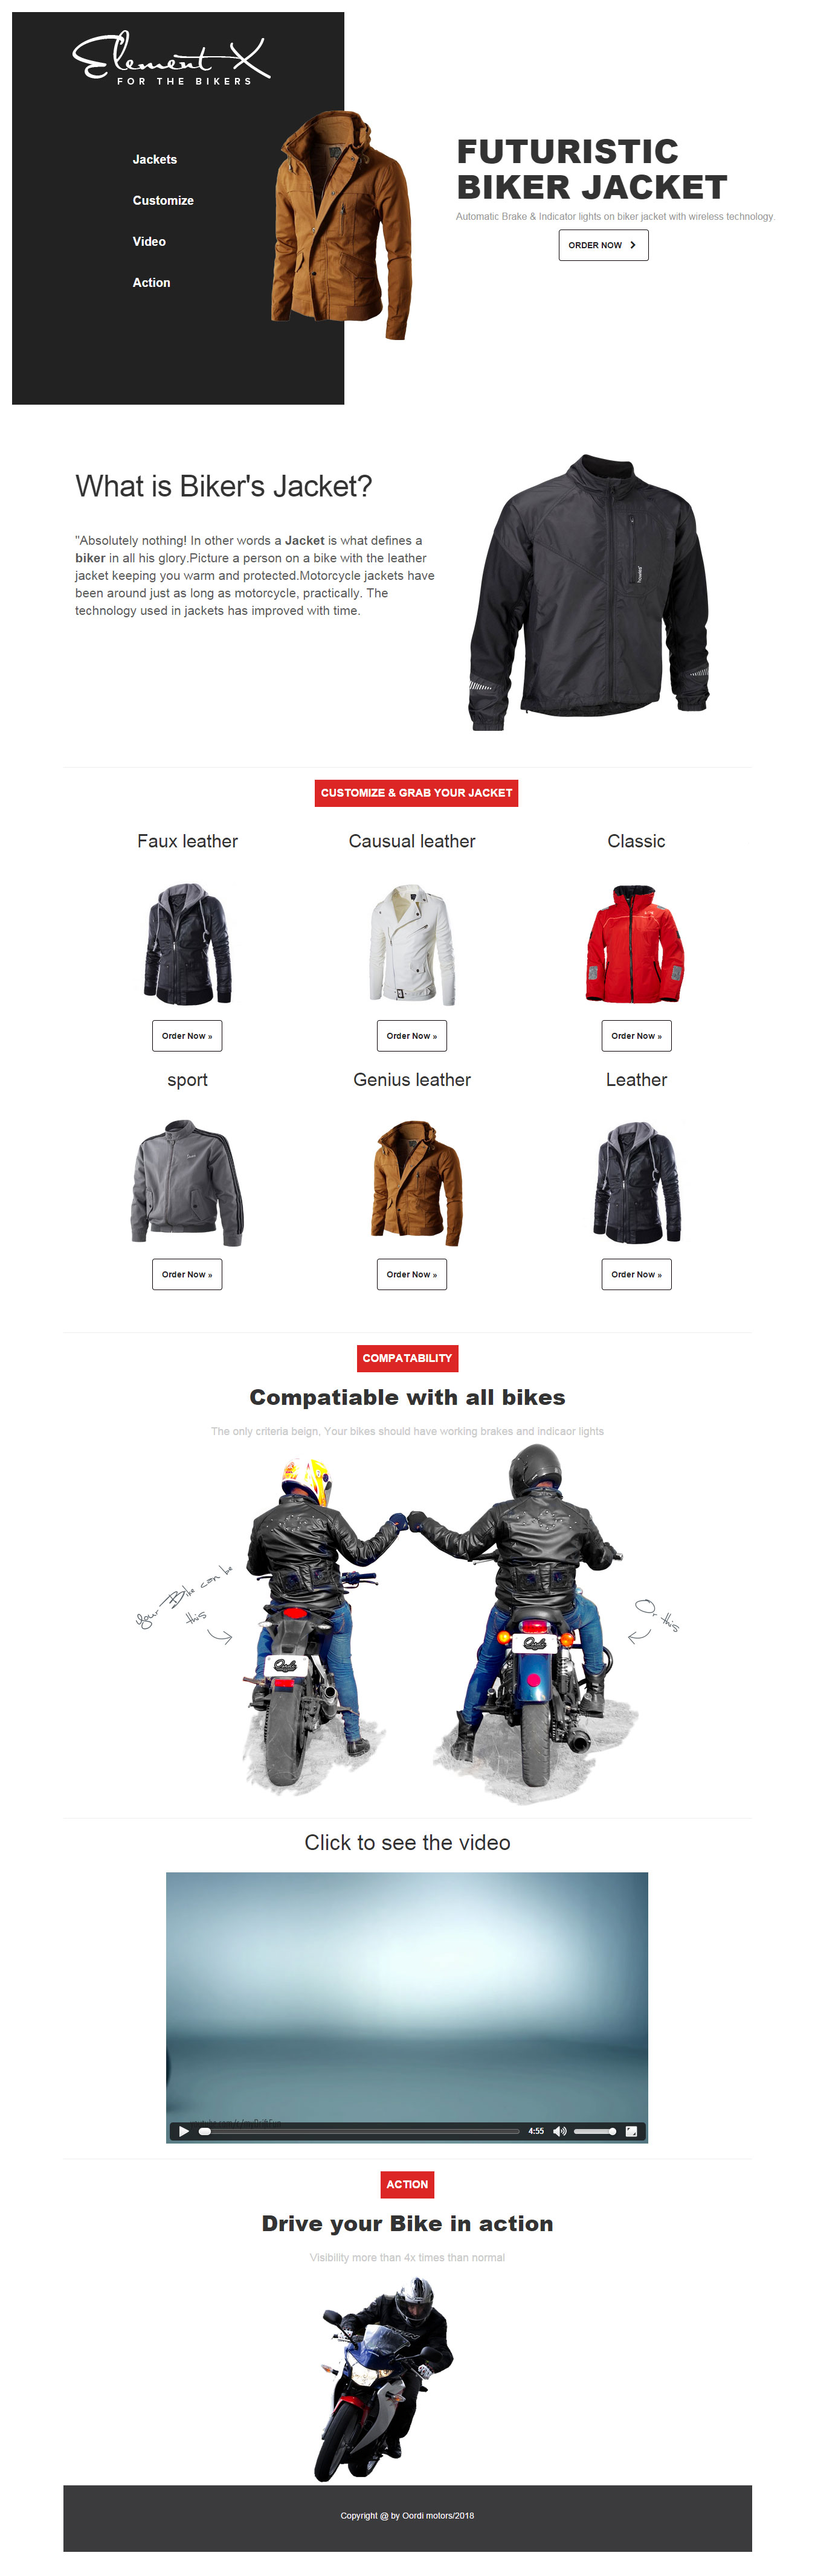 Element X
FOR THE BIKERS
Jackets
Customize
Video
Action
FUTURISTIC
BIKER JACKET
Automatic Brake & Indicator lights on biker jacket with wireless technology.
ORDER NOW
What is Biker's Jacket?
"Absolutely nothing! In other words a Jacket is what defines a
biker in all his glory.Picture a person on a bike with the leather
jacket keeping you warm and protected.Motorcycle jackets have
been around just as long as motorcycle, practically. The
technology used in jackets has improved with time.
CUSTOMIZE & GRAB YOUR JACKET
Faux leather
Causual leather
Classic
Order Now »
Order Now »
Order Now »
sport
Genius leather
Leather
Order Now »
Order Now »
Order Now »
COMPATABILITY
Compatiable with all bikes
The only criteria beign, Your bikes should have working brakes and indicaor lights
your Bike can be
this
Or this
Click to see the video
4:55
ACTION
Drive your Bike in action
Visibility more than 4x times than normal
Copyright @ by Oordi motors/2018